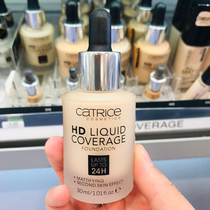 CATRICE
COSMETICS
HD LIQUID
COVERAGE
FOUNDATION
LASTS
UP TO
24H
• MATTIFYING
• SECOND SKIN EFFECT
30ml / 1.01 fl.oz.℮